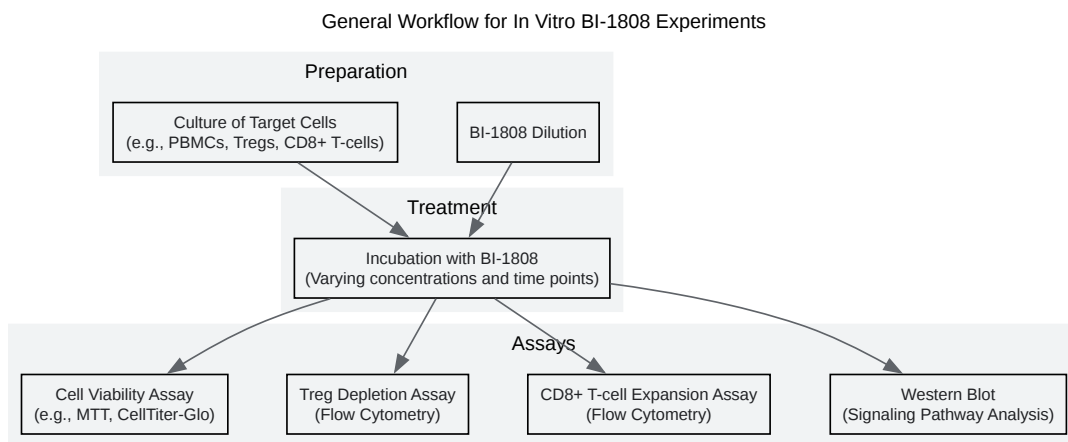 General Workflow for In Vitro BI-1808 Experiments
Preparation
Culture of Target Cells
(e.g., PBMCs, Tregs, CD8+ T-cells)
BI-1808 Dilution
Treatment
Incubation with BI-1808
(Varying concentrations and time points)
Assays
Cell Viability Assay
(e.g., MTT, CellTiter-Glo)
Treg Depletion Assay
(Flow Cytometry)
CD8+ T-cell Expansion Assay
(Flow Cytometry)
Western Blot
(Signaling Pathway Analysis)